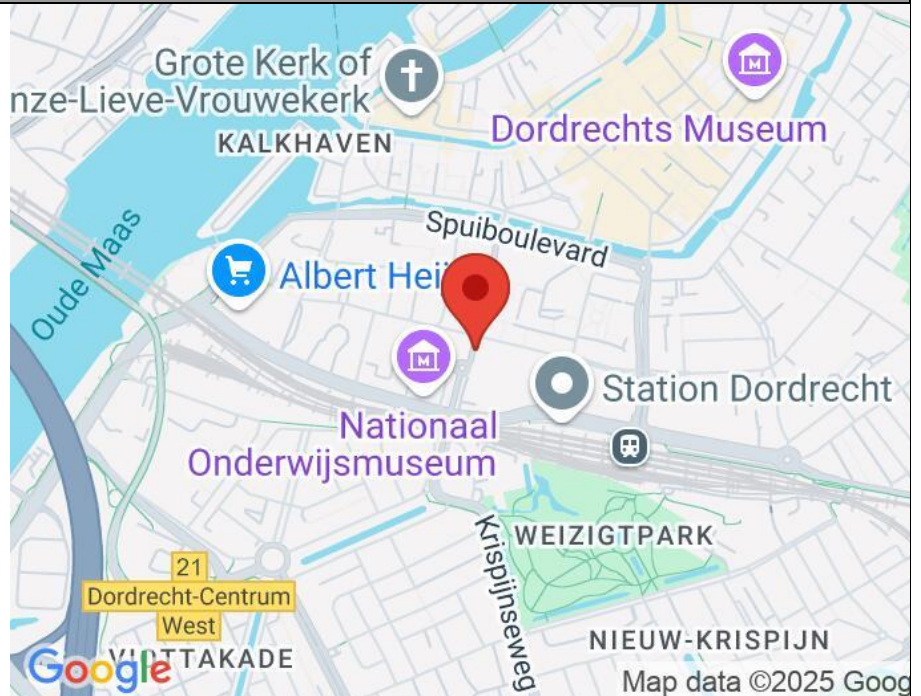 Grote Kerk of
nze-Lieve-Vrouwekerk
KALKHAVEN
Dordrechts Museum
Spuiboulevard
Oude Maas
Albert Hei
Station Dordrecht
Nationaal
Onderwijsmuseum
WEIZIGTPARK
Krispijnseweg
21
Dordrecht-Centrum
West
NIEUW-KRISPIJN
TTAKADE
Google
Map data ©2025 Goog